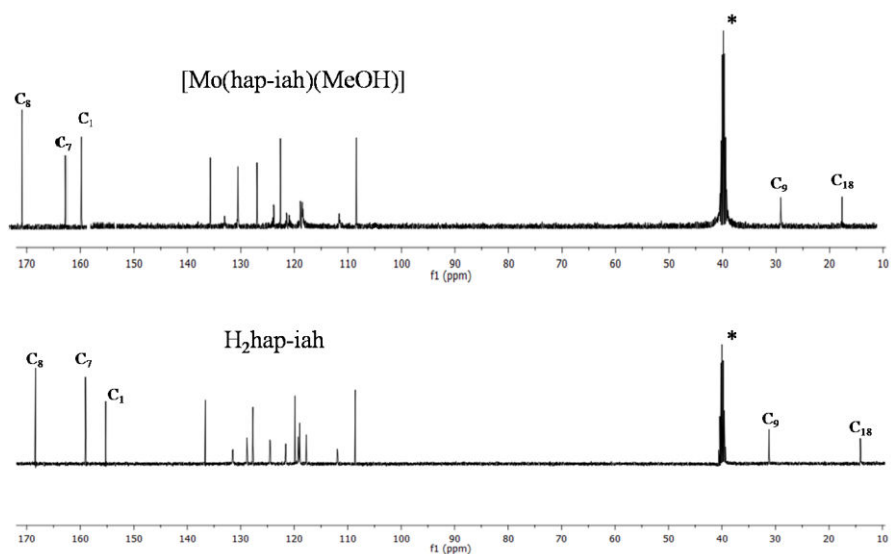 *
[Mo(hap-iah)(MeOH)]
C₈
C₇
C₁
C₉
C₁₈
170 160 150 140 130 120 110 100 90 80 70 60 50 40 30 20 10
f1 (ppm)
*
H₂hap-iah
C₈ C₇
C₁
C₉
C₁₈
170 160 150 140 130 120 110 100 90 80 70 60 50 40 30 20 10
f1 (ppm)